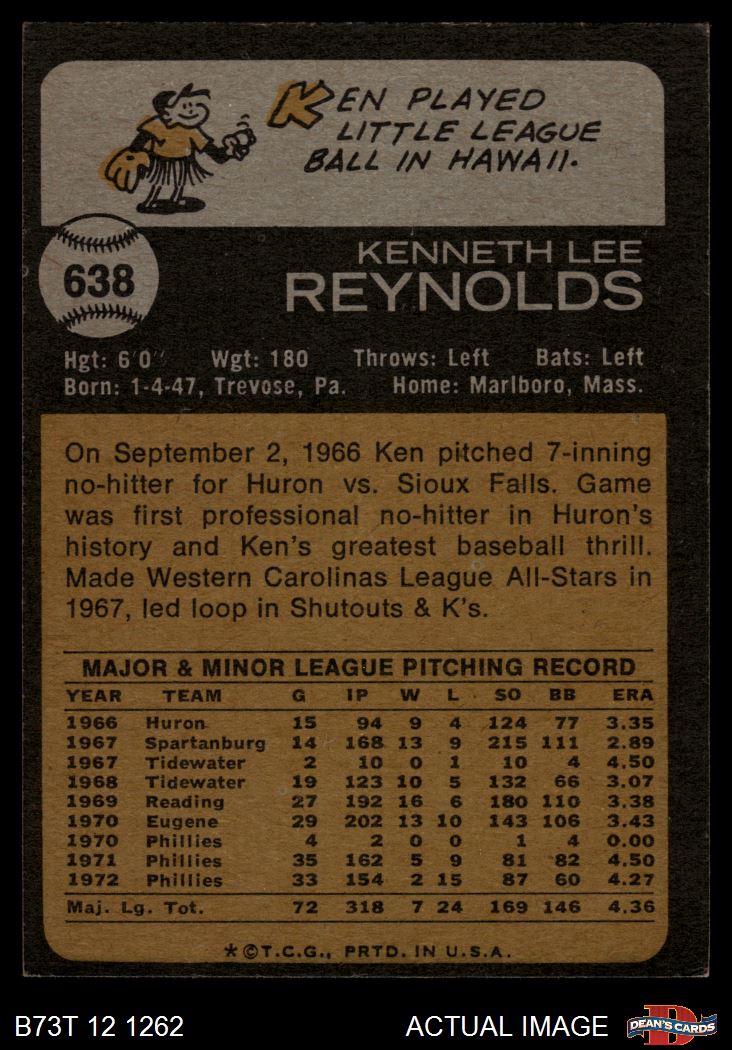 KEN PLAYED
LITTLE LEAGUE
BALL IN HAWAII.
638
KENNETH LEE
REYNOLDS
Hgt: 6'0" Wgt: 180 Throws: Left Bats: Left
Born: 1-4-47, Trevose, Pa. Home: Marlboro, Mass.
On September 2, 1966 Ken pitched 7-inning
no-hitter for Huron vs. Sioux Falls. Game
was first professional no-hitter in Huron's
history and Ken's greatest baseball thrill.
Made Western Carolinas League All-Stars in
1967, led loop in Shutouts & K's.
MAJOR & MINOR LEAGUE PITCHING RECORD
YEAR TEAM G IP W L SO BB ERA
1966 Huron 15 94 9 4 124 77 3.35
1967 Spartanburg 14 168 13 9 215 111 2.89
1967 Tidewater 2 10 0 1 10 4 4.50
1968 Tidewater 19 123 10 5 132 66 3.07
1969 Reading 27 192 16 6 180 110 3.38
1970 Eugene 29 202 13 10 143 106 3.43
1970 Phillies 4 2 0 0 1 4 0.00
1971 Phillies 35 162 5 9 81 82 4.50
1972 Phillies 33 154 2 15 87 60 4.27
Maj. Lg. Tot. 72 318 7 24 169 146 4.36
*©T.C.G., PRTD. IN U.S.A.
B73T 12 1262 ACTUAL IMAGE D DEAN'S CARDS